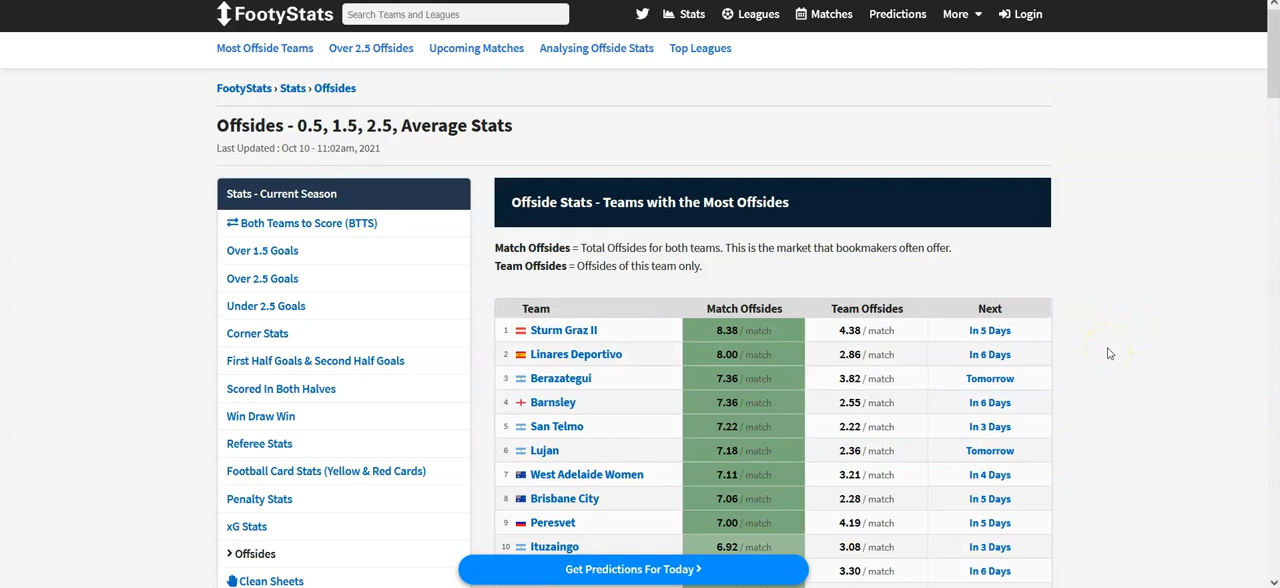 FootyStats Search Teams and Leagues Stats Leagues Matches Predictions More Login
Most Offside Teams Over 2.5 Offsides Upcoming Matches Analysing Offside Stats Top Leagues
FootyStats › Stats › Offsides
Offsides - 0.5, 1.5, 2.5, Average Stats
Last Updated : Oct 10 - 11:02am, 2021
Stats - Current Season
Both Teams to Score (BTTS)
Over 1.5 Goals
Over 2.5 Goals
Under 2.5 Goals
Corner Stats
First Half Goals & Second Half Goals
Scored In Both Halves
Win Draw Win
Referee Stats
Football Card Stats (Yellow & Red Cards)
Penalty Stats
xG Stats
Offsides
Clean Sheets
Offside Stats - Teams with the Most Offsides
Match Offsides = Total Offsides for both teams. This is the market that bookmakers often offer.
Team Offsides = Offsides of this team only.
Team Match Offsides Team Offsides Next
1 Sturm Graz II 8.38 / match 4.38 / match In 5 Days
2 Linares Deportivo 8.00 / match 2.86 / match In 6 Days
3 Berazategui 7.36 / match 3.82 / match Tomorrow
4 Barnsley 7.36 / match 2.55 / match In 6 Days
5 San Telmo 7.22 / match 2.22 / match In 3 Days
6 Lujan 7.18 / match 2.36 / match Tomorrow
7 West Adelaide Women 7.11 / match 3.21 / match In 4 Days
8 Brisbane City 7.06 / match 2.28 / match In 5 Days
9 Peresvet 7.00 / match 4.19 / match In 5 Days
10 Ituzaingo 6.92 / match 3.08 / match In 3 Days
3.30 / match In 6 Days
Get Predictions For Today